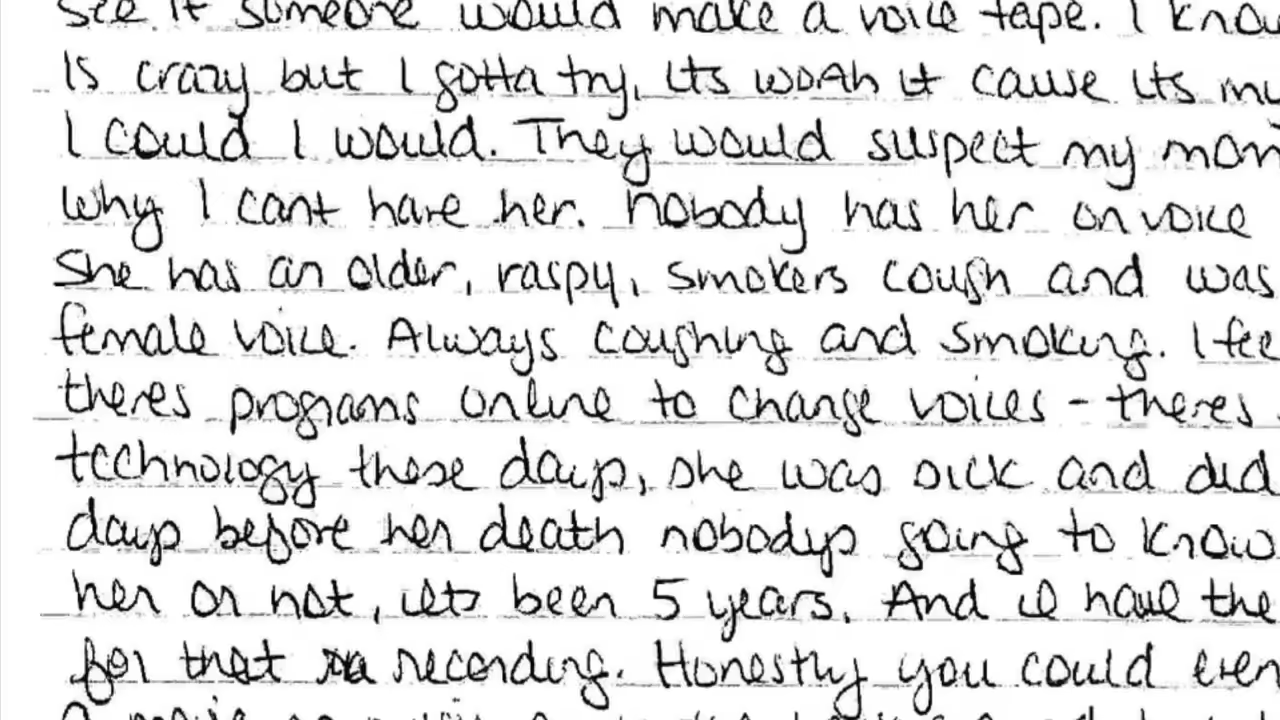 see if someone would make a voice tape. I know
Is crazy but I gotta try, Its worth it cause Its my
I could I would. They would suspect my mom
why I cant have her. Nobody has her on voice
She has an older, raspy, smokers cough and was
female voice. Always coughing and smoking. I feel
theres programs online to change voices - theres
technology these days, she was sick and did
days before her death nobodys going to know
her or not, its been 5 years. And ill have the
for that recording. Honestly you could even